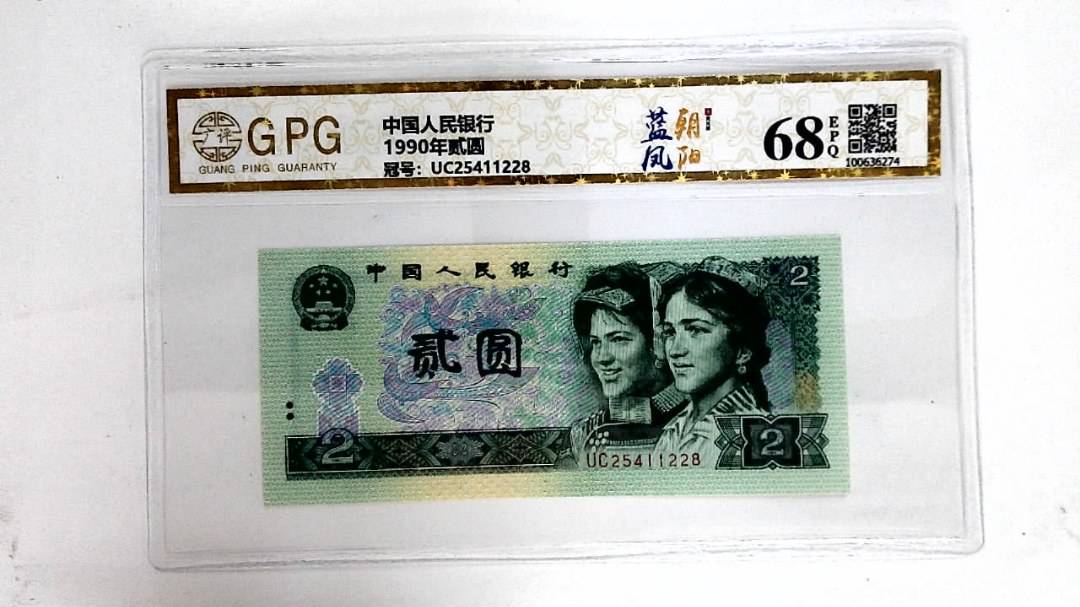 广评
GPG
GUANG PING GUARANTY
中国人民银行
1990年贰圆
冠号：UC25411228
蓝凤
朝阳
68
EPQ
100636274
中国人民银行
2
贰圆
2
UC25411228
2